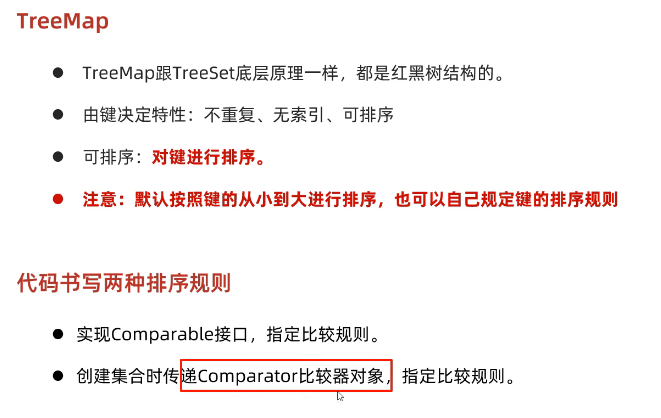 TreeMap
● TreeMap跟TreeSet底层原理一样，都是红黑树结构的。
● 由键决定特性：不重复、无索引、可排序
● 可排序：对键进行排序。
● 注意：默认按照键的从小到大进行排序，也可以自己规定键的排序规则
代码书写两种排序规则
● 实现Comparable接口，指定比较规则。
● 创建集合时传递Comparator比较器对象，指定比较规则。